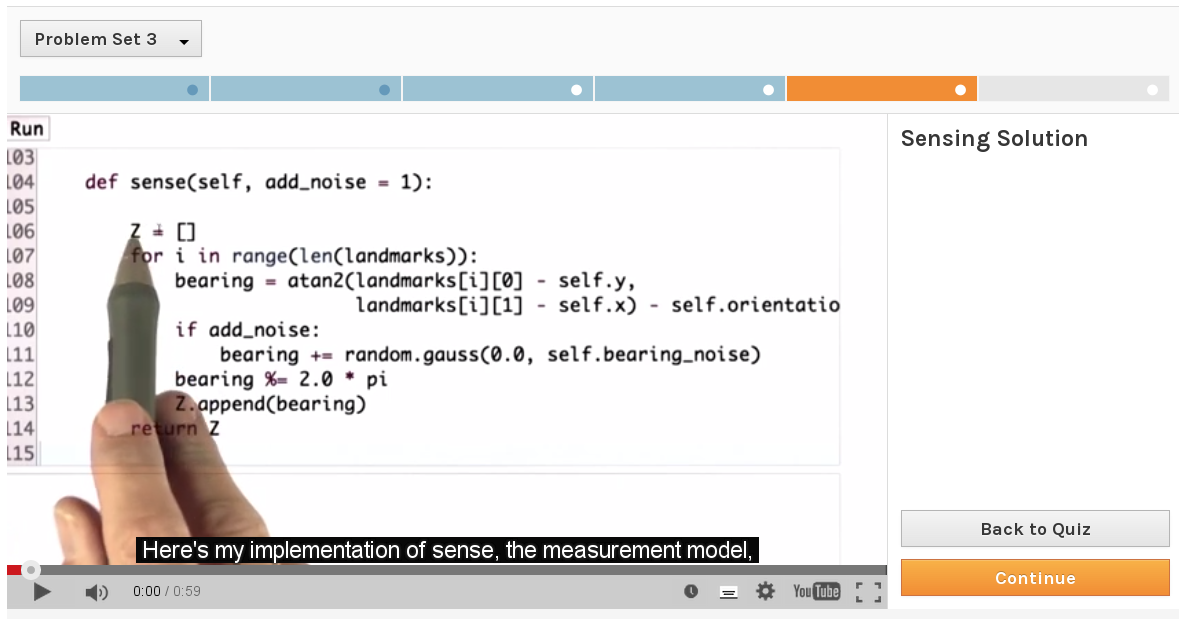 Problem Set 3
Run
Sensing Solution
103
104 def sense(self, add_noise = 1):
105
106 Z = []
107 for i in range(len(landmarks)):
108 bearing = atan2(landmarks[i][0] - self.y,
109 landmarks[i][1] - self.x) - self.orientatio
110 if add_noise:
111 bearing += random.gauss(0.0, self.bearing_noise)
112 bearing %= 2.0 * pi
113 Z.append(bearing)
114 return Z
115
Here's my implementation of sense, the measurement model,
Back to Quiz
Continue
0:00 / 0:59
YouTube